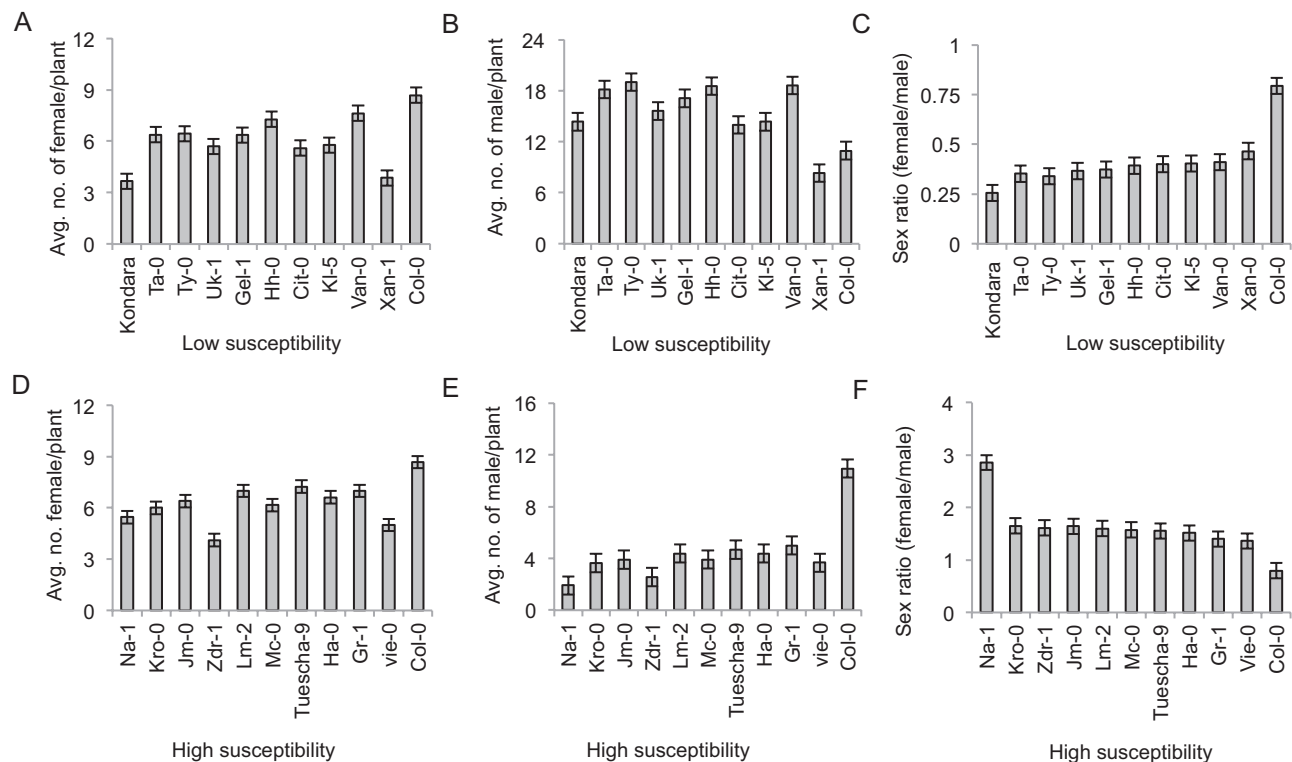 A
Avg. no. of female/plant
12
9
6
3
0
Kondara
Ta-0
Ty-0
Uk-1
Gel-1
Hh-0
Cit-0
Kl-5
Van-0
Xan-1
Col-0
Low susceptibility
B
Avg. no. of male/plant
24
18
12
6
0
Kondara
Ta-0
Ty-0
Uk-1
Gel-1
Hh-0
Cit-0
Kl-5
Van-0
Xan-1
Col-0
Low susceptibility
C
Sex ratio (female/male)
1
0.75
0.5
0.25
0
Kondara
Ta-0
Ty-0
Uk-1
Gel-1
Hh-0
Cit-0
Kl-5
Van-0
Xan-0
Col-0
Low susceptibility
D
Avg. no. female/plant
12
9
6
3
0
Na-1
Kro-0
Jm-0
Zdr-1
Lm-2
Mc-0
Tuescha-9
Ha-0
Gr-1
vie-0
Col-0
High susceptibility
E
Avg. no. of male/plant
16
12
8
4
0
Na-1
Kro-0
Jm-0
Zdr-1
Lm-2
Mc-0
Tuescha-9
Ha-0
Gr-1
vie-0
Col-0
High susceptibility
F
Sex ratio (female/male)
4
3
2
1
0
Na-1
Kro-0
Zdr-1
Jm-0
Lm-2
Mc-0
Tuescha-9
Ha-0
Gr-1
Vie-0
Col-0
High susceptibility